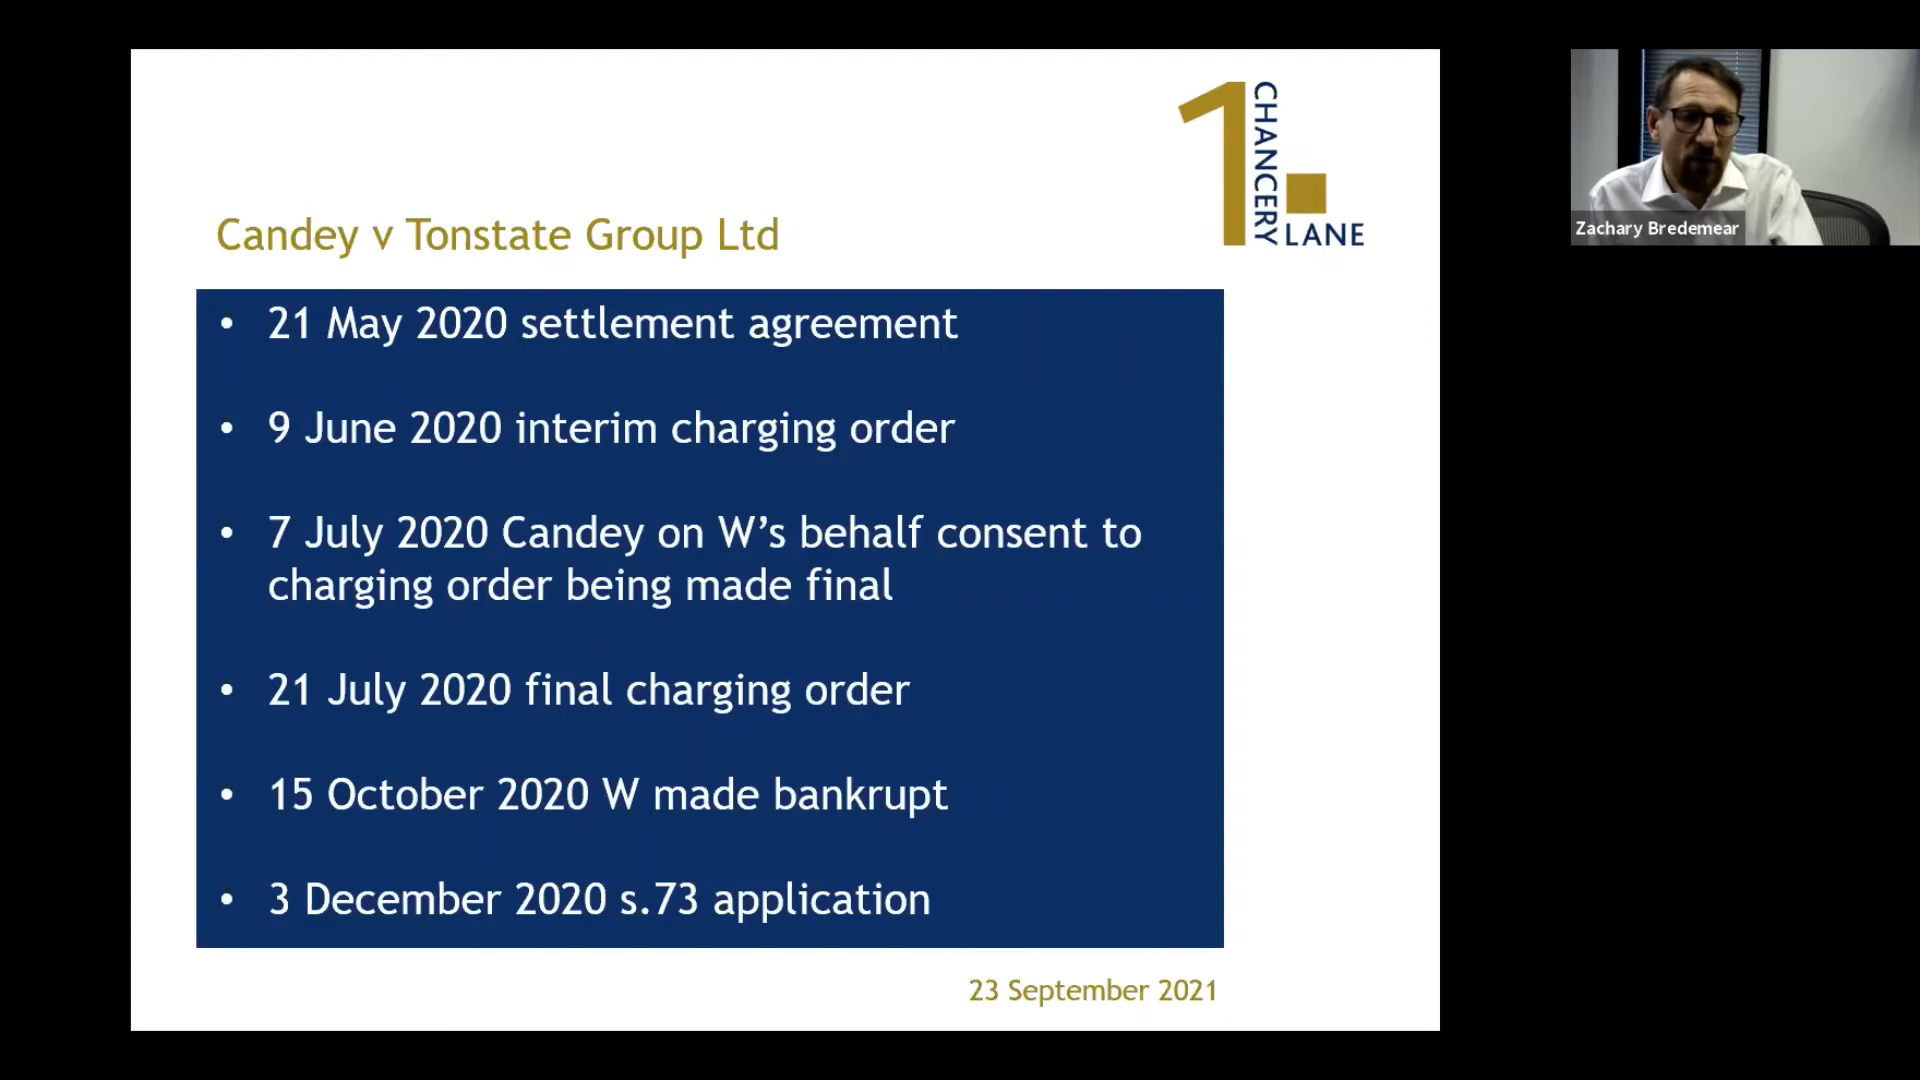 1
CHANCERY
LANE
Zachary Bredemear
Candey v Tonstate Group Ltd
• 21 May 2020 settlement agreement
• 9 June 2020 interim charging order
• 7 July 2020 Candey on W’s behalf consent to
charging order being made final
• 21 July 2020 final charging order
• 15 October 2020 W made bankrupt
• 3 December 2020 s.73 application
23 September 2021